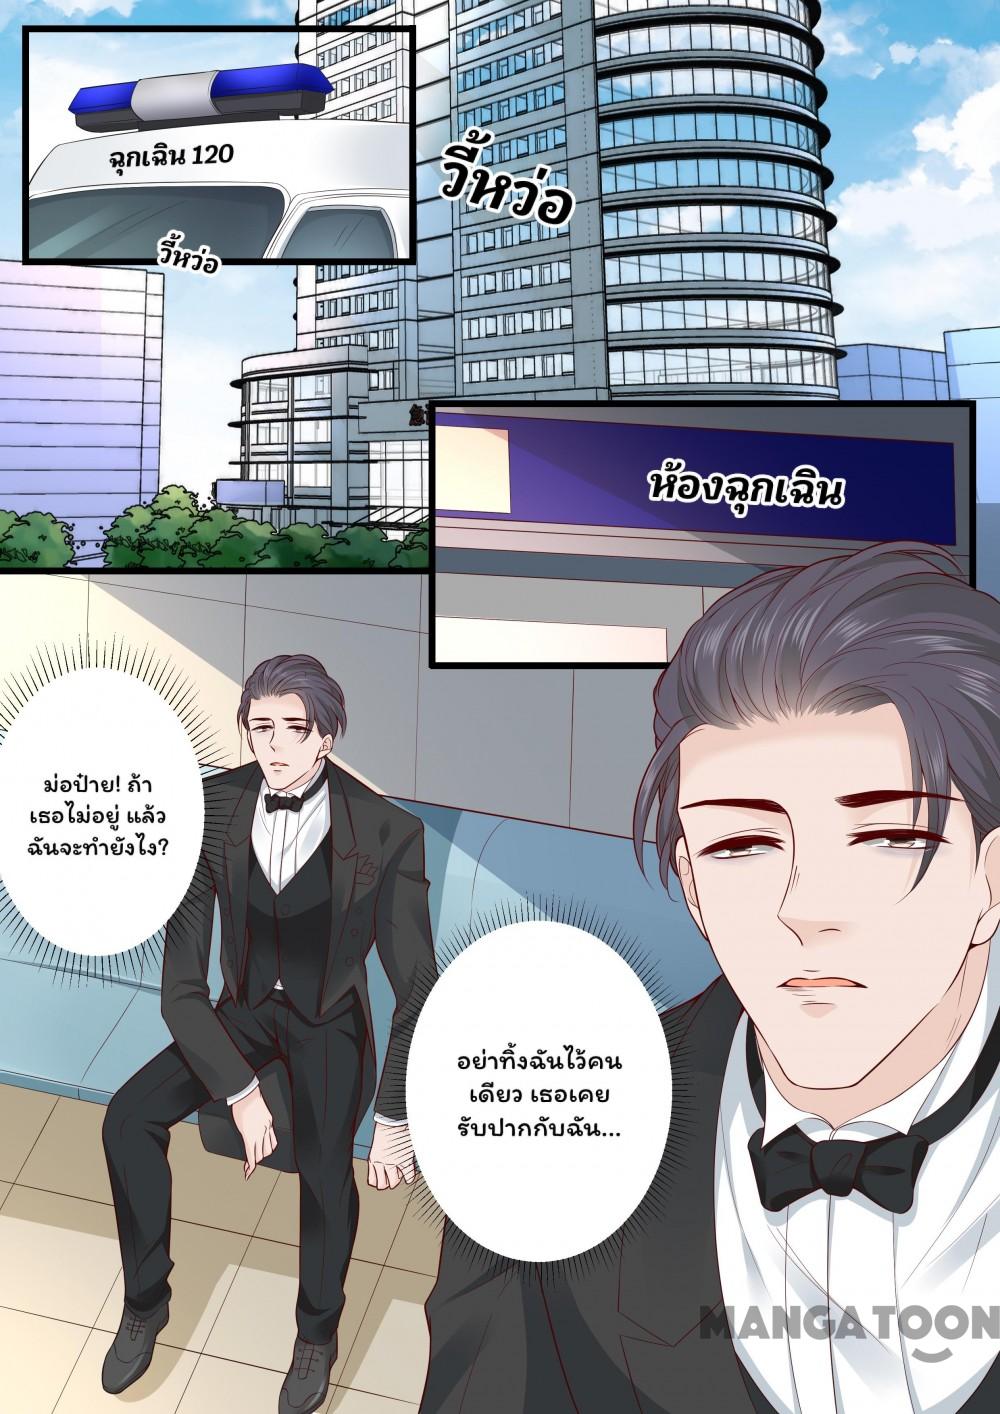 ฉุกเฉิน 120
วี้หว่อ
วี้หว่อ
ห้องฉุกเฉิน
ม่อป๋าย! ถ้า
เธอไม่อยู่ แล้ว
ฉันจะทำยังไง?
อย่าทิ้งฉันไว้คน
เดียว เธอเคย
รับปากกับฉัน...
MANGATOON